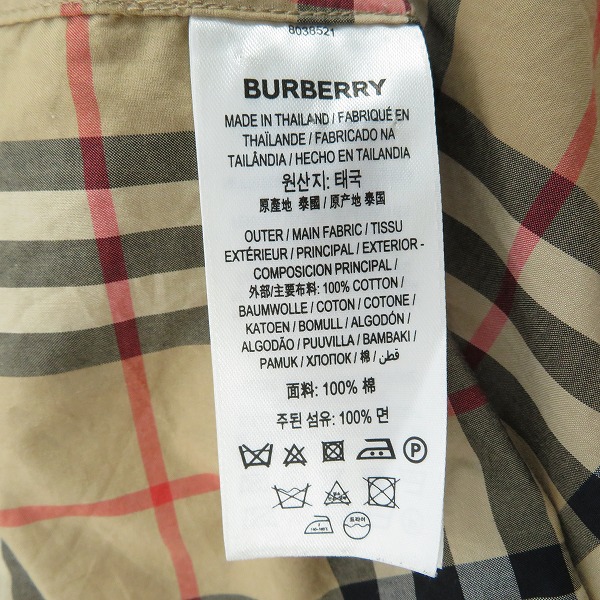 8038521
BURBERRY
MADE IN THAILAND / FABRIQUÉ EN
THAÏLANDE / FABRICADO NA
TAILÂNDIA / HECHO EN TAILANDIA
원산지: 태국
原產地 泰國 / 原产地 泰国
OUTER / MAIN FABRIC / TISSU
EXTÉRIEUR / PRINCIPAL / EXTERIOR -
COMPOSICION PRINCIPAL /
外部/主要布料: 100% COTTON /
BAUMWOLLE / COTON / COTONE /
KATOEN / BOMULL / ALGODÓN /
ALGODÃO / PUUVILLA / BAMBAKI /
PAMUK / ХЛОПОК / 棉 / قطن
面料: 100% 棉
주된 섬유: 100% 면
P
드라이